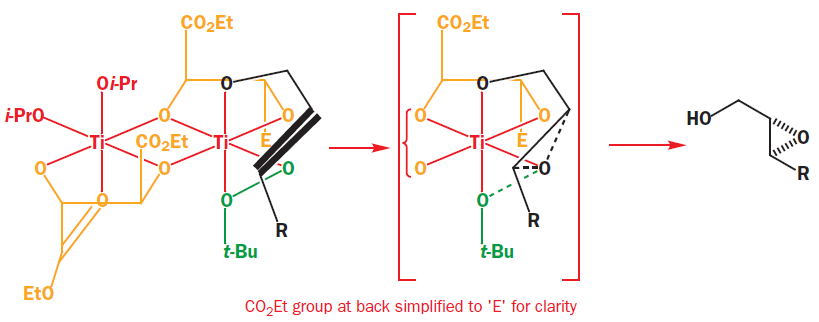 CO₂Et
CO₂Et
Oi-Pr
O
O
i-PrO
O
O
O
O
HO
O
Ti
CO₂Et
Ti
E
Ti
E
O
O
O
O
O
R
O
O
O
R
R
t-Bu
t-Bu
EtO
CO₂Et group at back simplified to 'E' for clarity